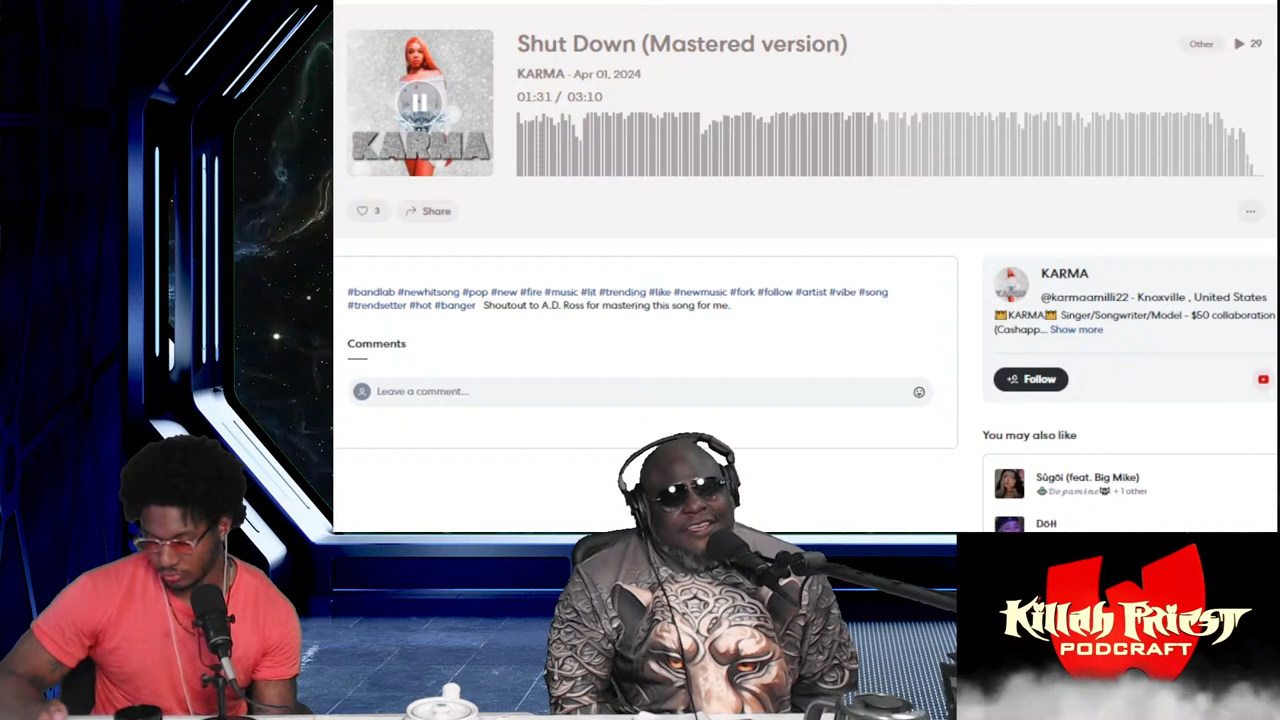 Shut Down (Mastered version)
Other
29
KARMA · Apr 01, 2024
01:31 / 03:10
KARMA
3
Share
#bandlab #newhitsong #pop #new #fire #music #lit #trending #like #newmusic #fork #follow #artist #vibe #song
#trendsetter #hot #banger Shoutout to A.D. Ross for mastering this song for me.
Comments
Leave a comment...
KARMA
@karmaamilli22 · Knoxville , United States
KARMA Singer/Songwriter/Model - $50 collaboration
(Cashapp... Show more
Follow
You may also like
Sûgōi (feat. Big Mike)
𝓓𝓸𝓹𝓪𝓶𝓲𝓷𝓮 + 1 other
Killah Priest
PODCRAFT